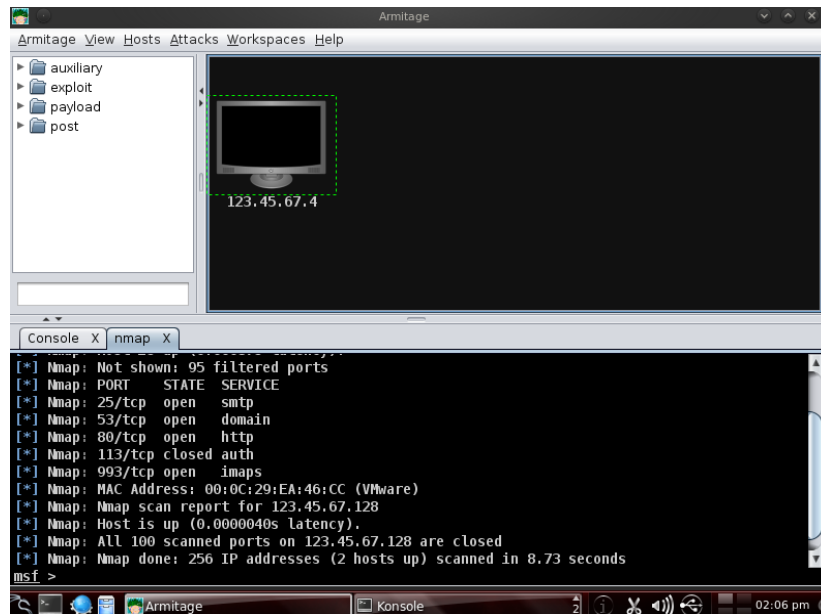 Armitage
Armitage View Hosts Attacks Workspaces Help
auxiliary
exploit
payload
post
123.45.67.4
Console X nmap X
[*] Nmap: Not shown: 95 filtered ports
[*] Nmap: PORT STATE SERVICE
[*] Nmap: 25/tcp open smtp
[*] Nmap: 53/tcp open domain
[*] Nmap: 80/tcp open http
[*] Nmap: 113/tcp closed auth
[*] Nmap: 993/tcp open imaps
[*] Nmap: MAC Address: 00:0C:29:EA:46:CC (VMware)
[*] Nmap: Nmap scan report for 123.45.67.128
[*] Nmap: Host is up (0.0000040s latency).
[*] Nmap: All 100 scanned ports on 123.45.67.128 are closed
[*] Nmap: Nmap done: 256 IP addresses (2 hosts up) scanned in 8.73 seconds
msf >
Armitage Konsole 2 02:06 pm